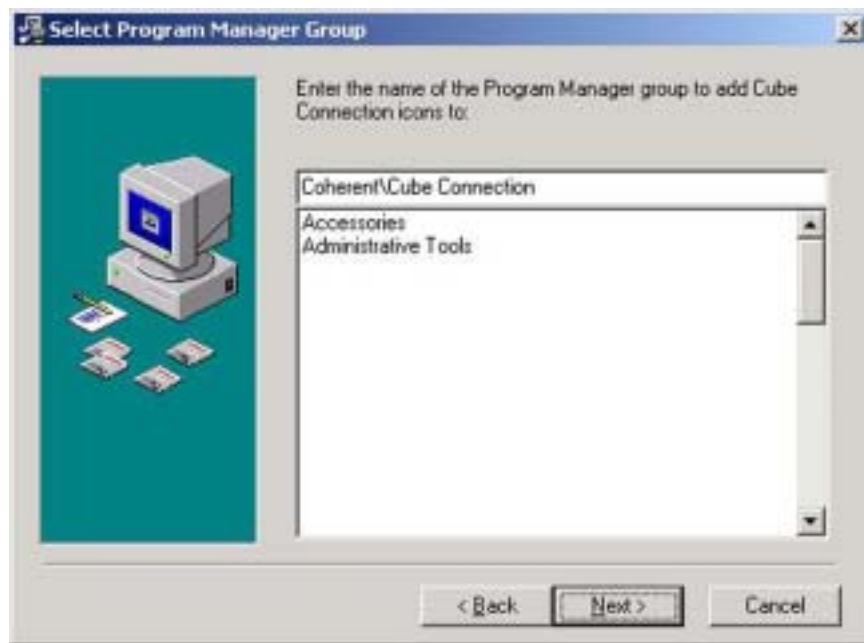 Select Program Manager Group
Enter the name of the Program Manager group to add Cube
Connection icons to:
Coherent\Cube Connection
Accessories
Administrative Tools
< Back
Next >
Cancel